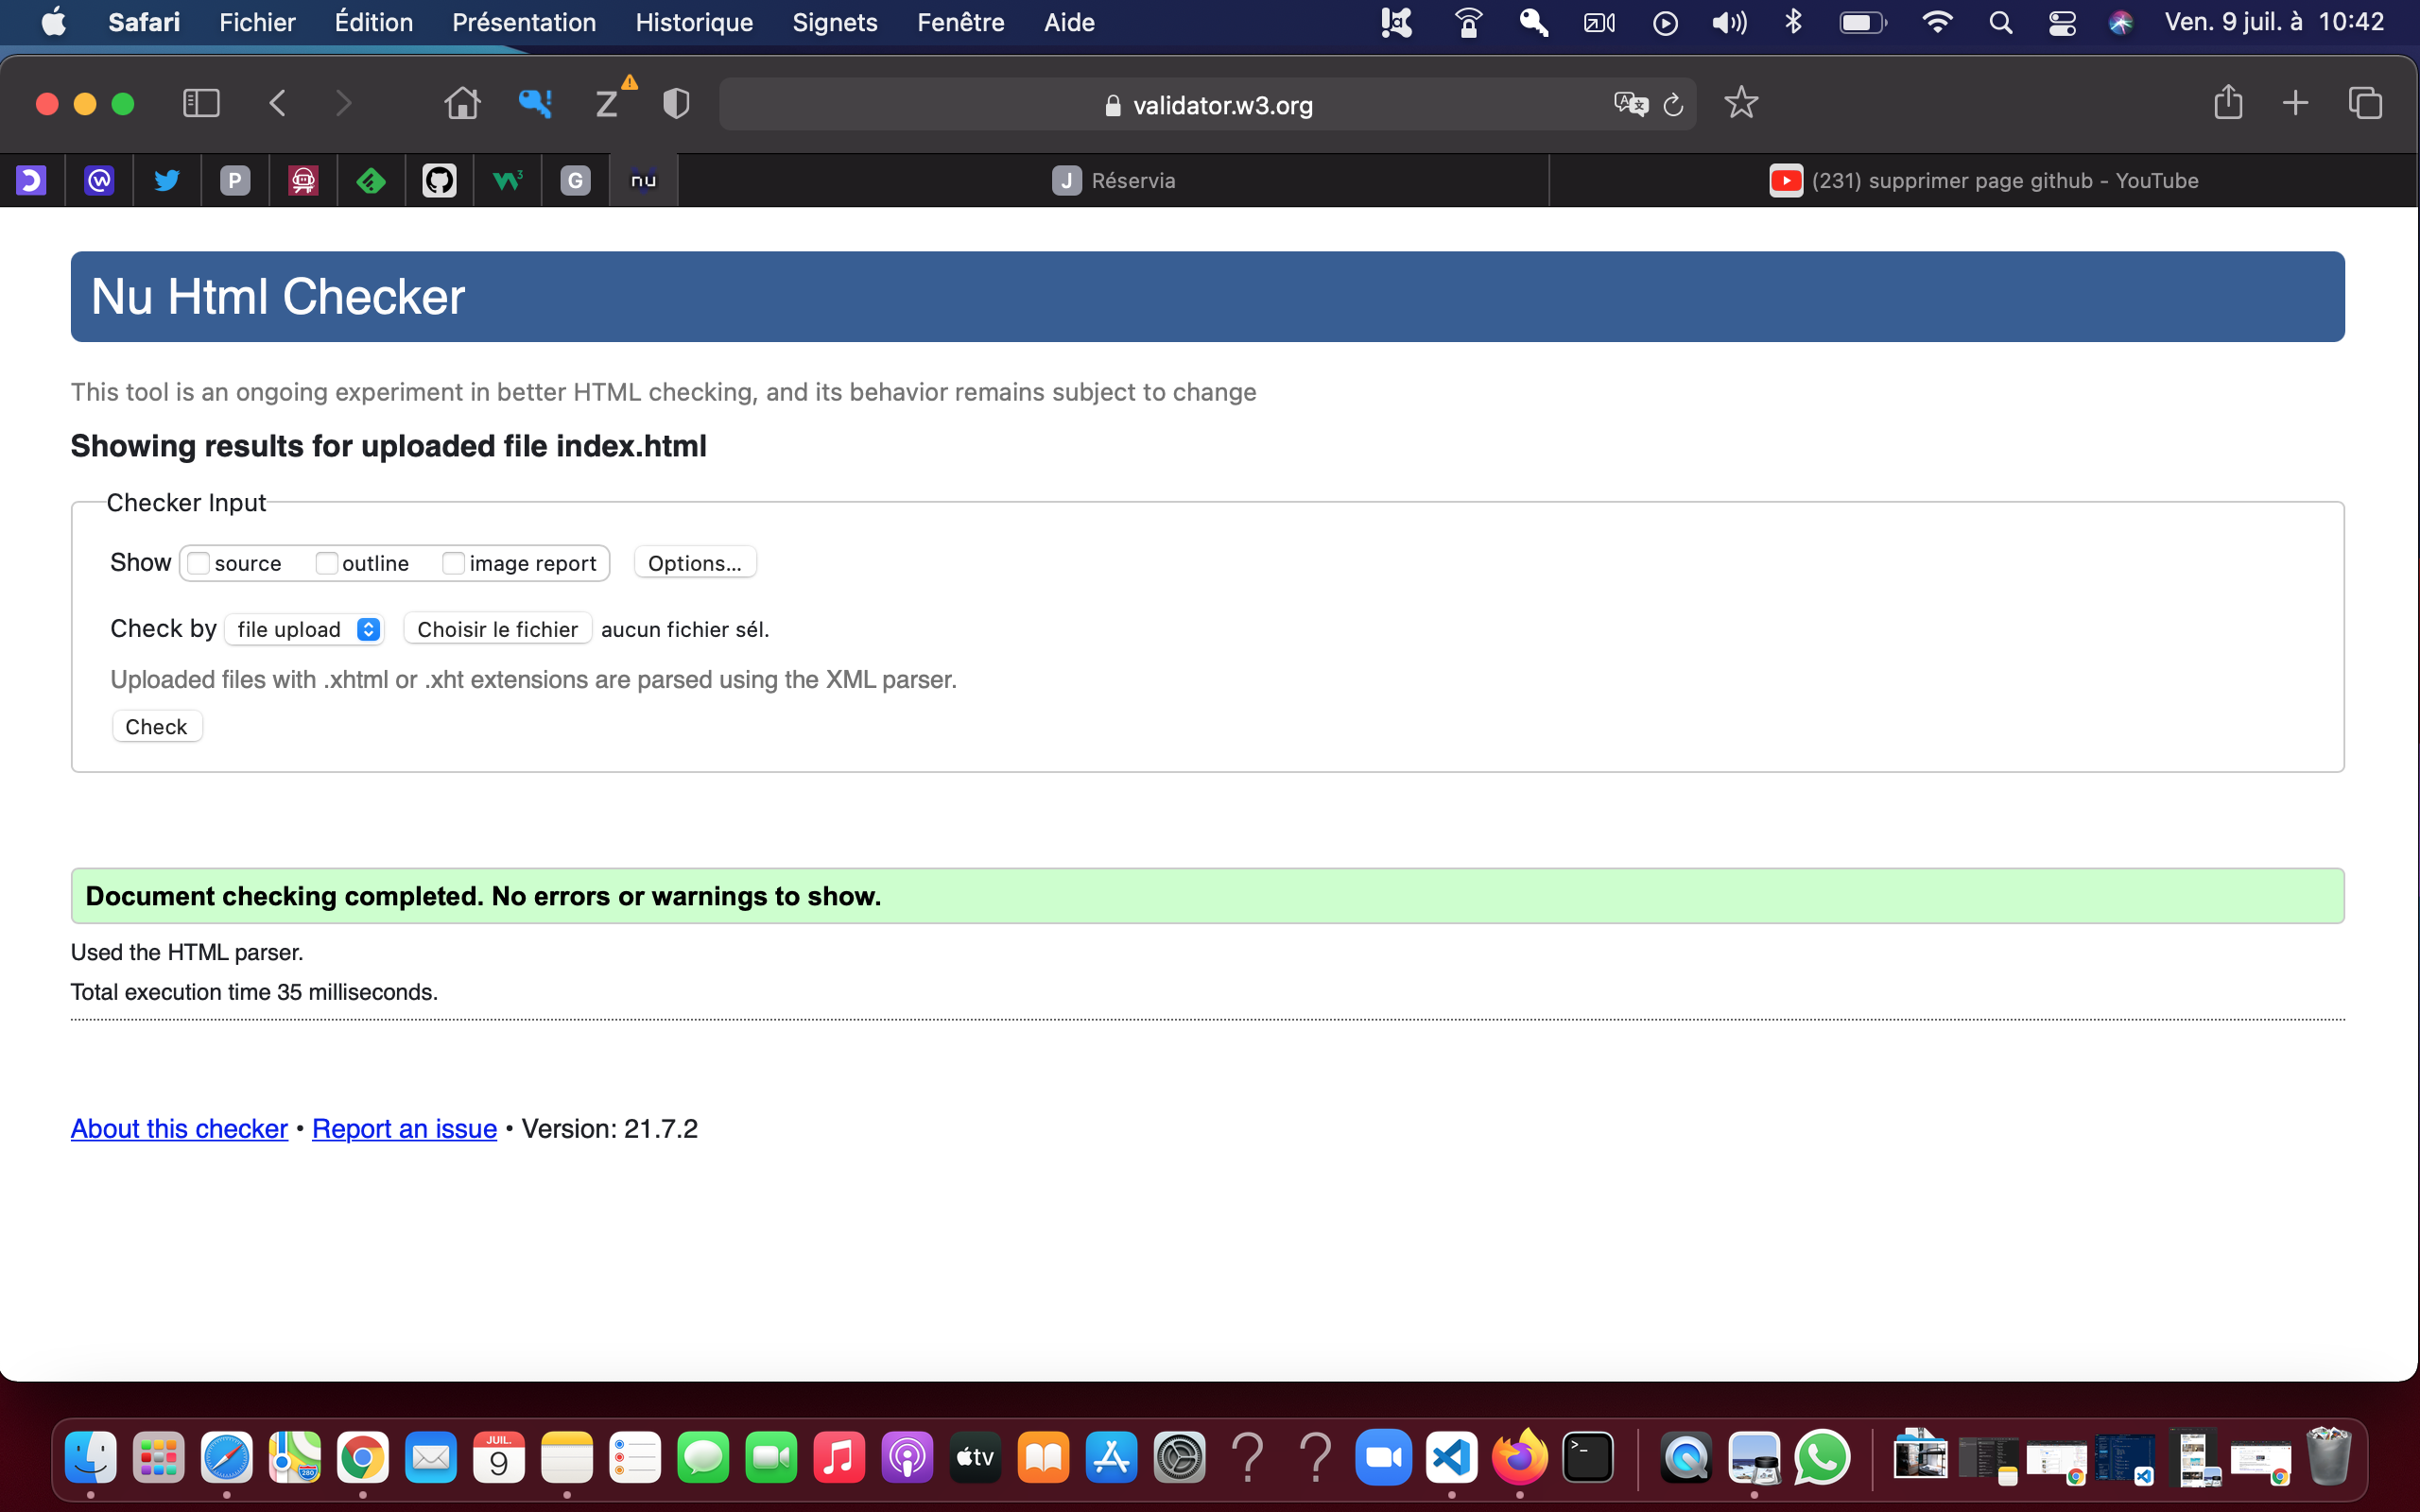 Safari Fichier Édition Présentation Historique Signets Fenêtre Aide Ven. 9 juil. à 10:42
validator.w3.org
P G nu J Réservia (231) supprimer page github - YouTube
Nu Html Checker
This tool is an ongoing experiment in better HTML checking, and its behavior remains subject to change
Showing results for uploaded file index.html
Checker Input
Show source outline image report Options...
Check by file upload Choisir le fichier aucun fichier sél.
Uploaded files with .xhtml or .xht extensions are parsed using the XML parser.
Check
Document checking completed. No errors or warnings to show.
Used the HTML parser.
Total execution time 35 milliseconds.
About this checker • Report an issue • Version: 21.7.2
JUIL.
9
tv
280